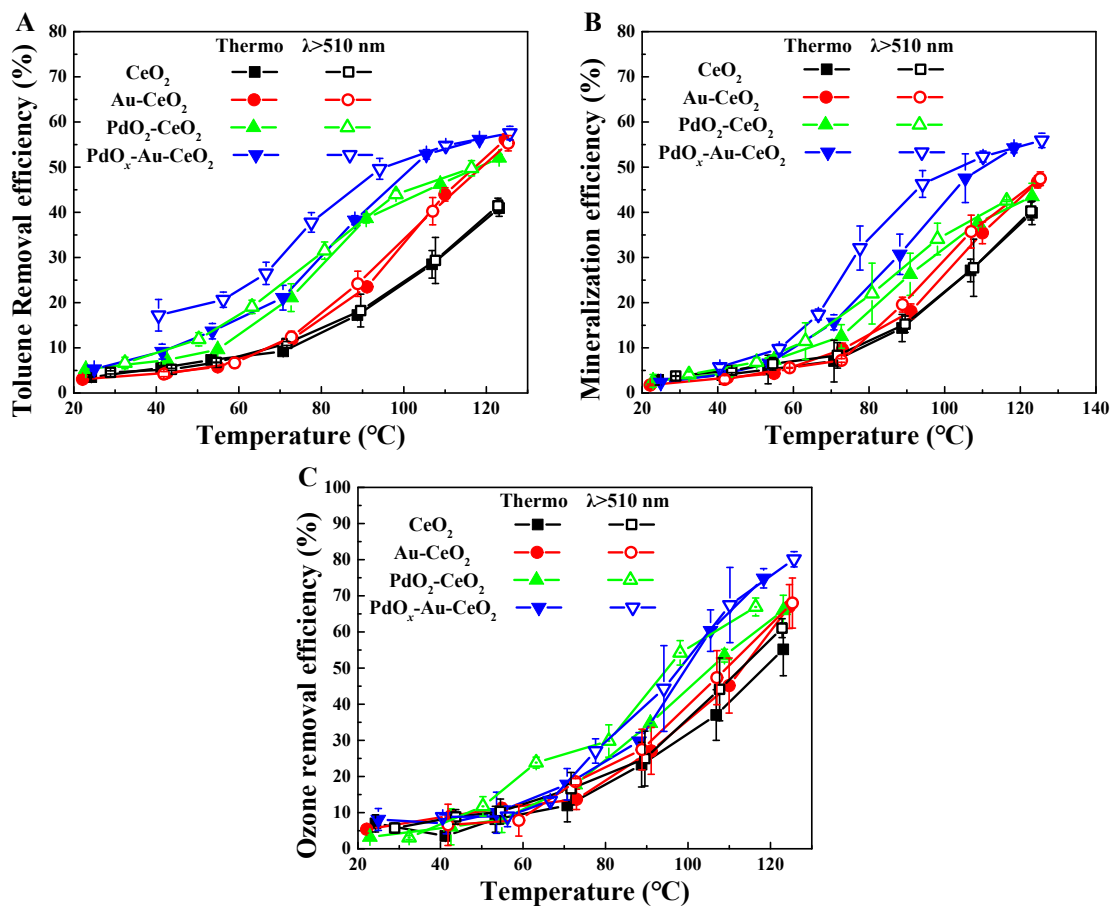 A
Toluene Removal efficiency (%)
80
70
60
50
40
30
20
10
0
Thermo λ>510 nm
CeO₂
Au-CeO₂
PdO₂-CeO₂
PdOₓ-Au-CeO₂
20 40 60 80 100 120
Temperature (°C)
B
Mineralization efficiency (%)
80
70
60
50
40
30
20
10
0
Thermo λ>510 nm
CeO₂
Au-CeO₂
PdO₂-CeO₂
PdOₓ-Au-CeO₂
20 40 60 80 100 120 140
Temperature (°C)
C
Ozone removal efficiency (%)
100
90
80
70
60
50
40
30
20
10
0
Thermo λ>510 nm
CeO₂
Au-CeO₂
PdO₂-CeO₂
PdOₓ-Au-CeO₂
20 40 60 80 100 120
Temperature (°C)